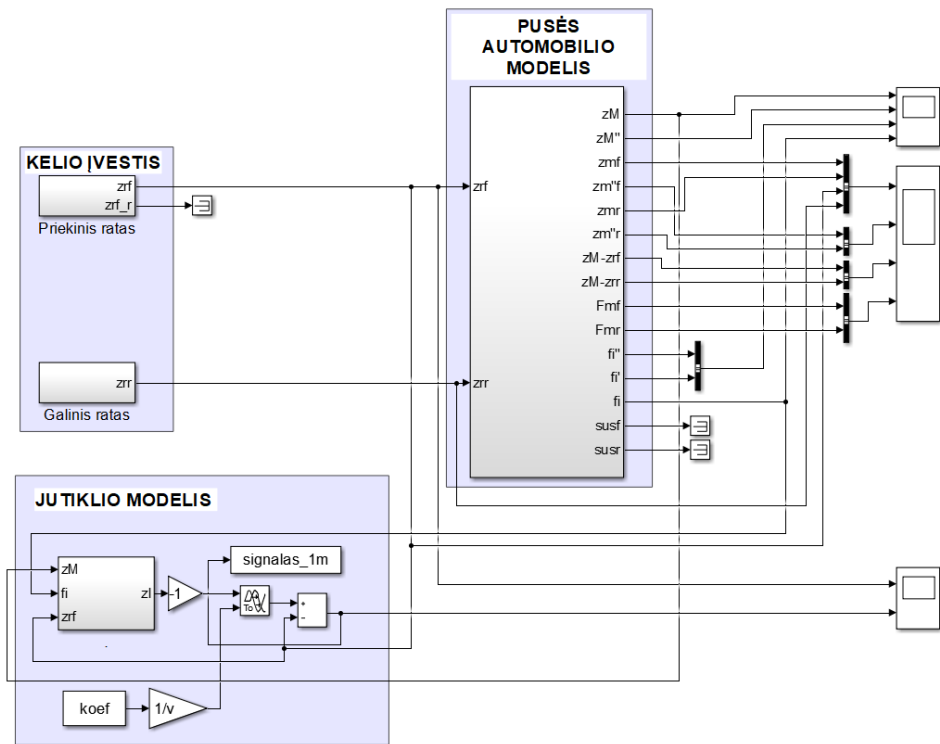 PUSĖS
AUTOMOBILIO
MODELIS
zrf
zrr
zM
zM"
zmf
zm"f
zmr
zm"r
zM-zrf
zM-zrr
Fmf
Fmr
fi"
fi'
fi
susf
susr
KELIO ĮVESTIS
zrf
zrf_r
Priekinis ratas
zrr
Galinis ratas
JUTIKLIO MODELIS
signalas_1m
zM
fi
zrf
zl
-1
To
+
-
koef
1/v